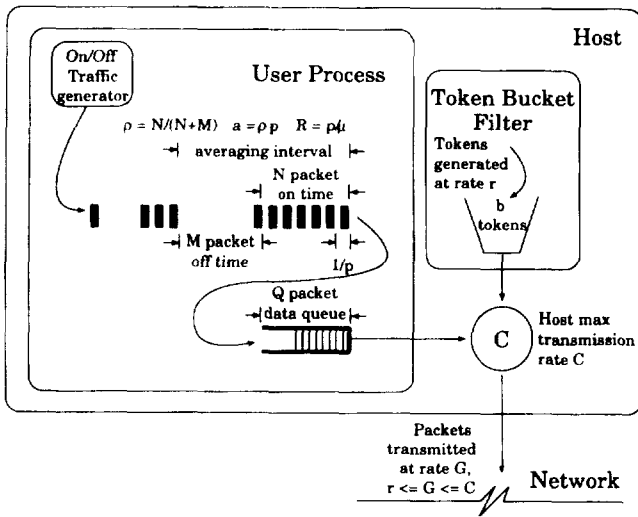 Host
On/Off
Traffic
generator
User Process
ρ = N/(N+M) a = ρ p R = p/μ
averaging interval
N packet
on time
M packet
off time
1/p
Q packet
data queue
Token Bucket
Filter
Tokens
generated
at rate r
b
tokens
C
Host max
transmission
rate C
Packets
transmitted
at rate G,
r <= G <= C
Network